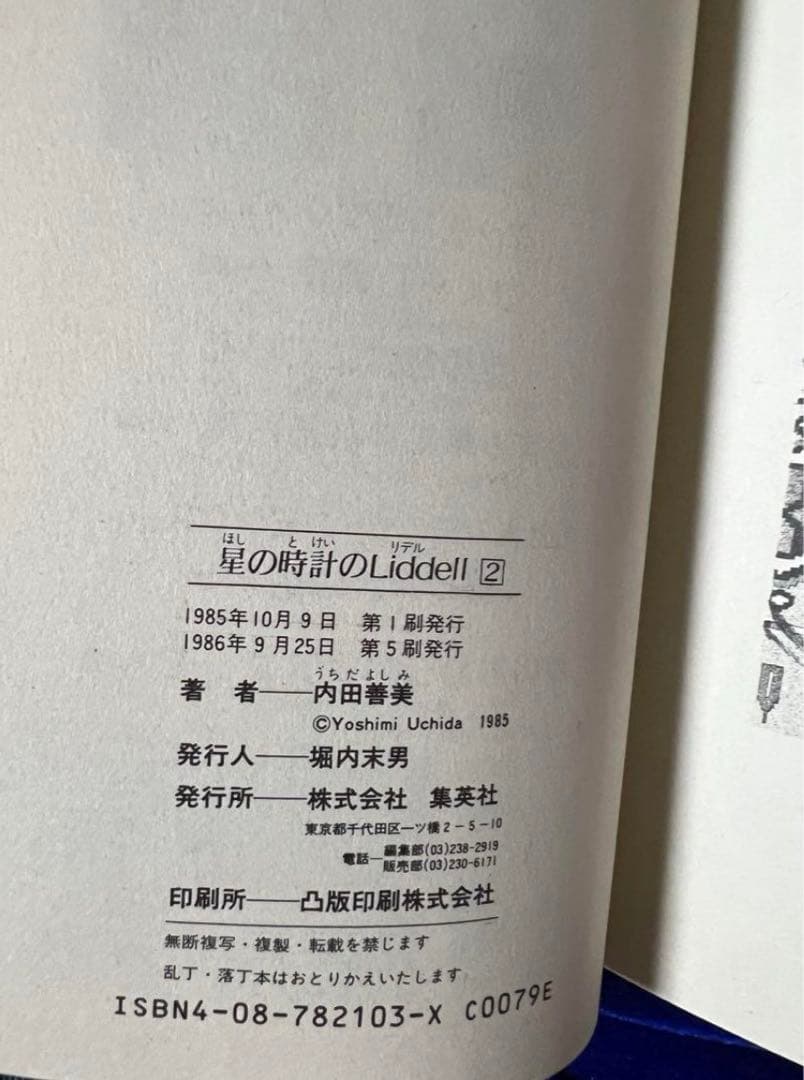 ほし と けい リデル
星の時計のLiddell 2
1985年10月9日 第1刷発行
1986年9月25日 第5刷発行
うちだよしみ
著 者──内田善美
©Yoshimi Uchida 1985
発行人──堀内末男
発行所──株式会社 集英社
東京都千代田区一ツ橋2-5-10
電話─編集部(03)238-2919
販売部(03)230-6171
印刷所──凸版印刷株式会社
無断複写・複製・転載を禁じます
乱丁・落丁本はおとりかえいたします
ISBN4-08-782103-X C0079E